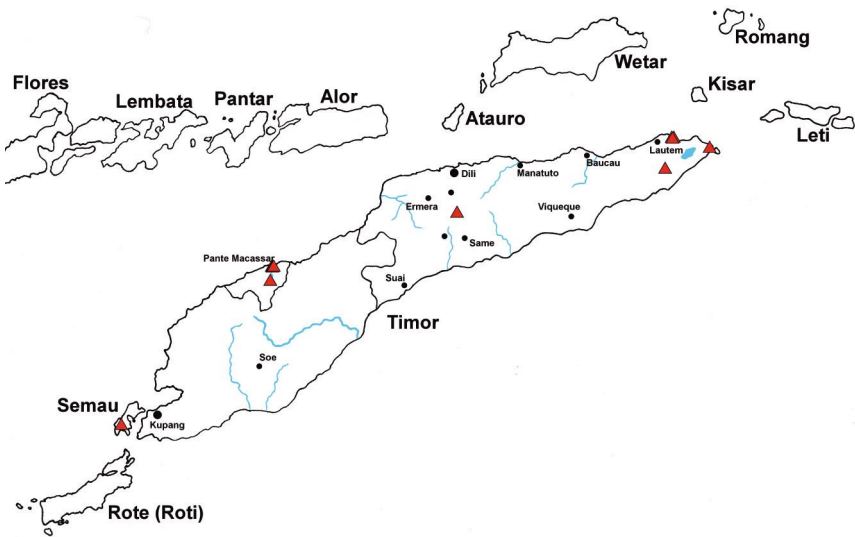 Romang
Wetar
Flores
Kisar
Lembata
Pantar
Alor
Atauro
Leti
Lautem
Baucau
Dili
Manatuto
Ermera
Viqueque
Same
Pante Macassar
Suai
Timor
Soe
Semau
Kupang
Rote (Roti)